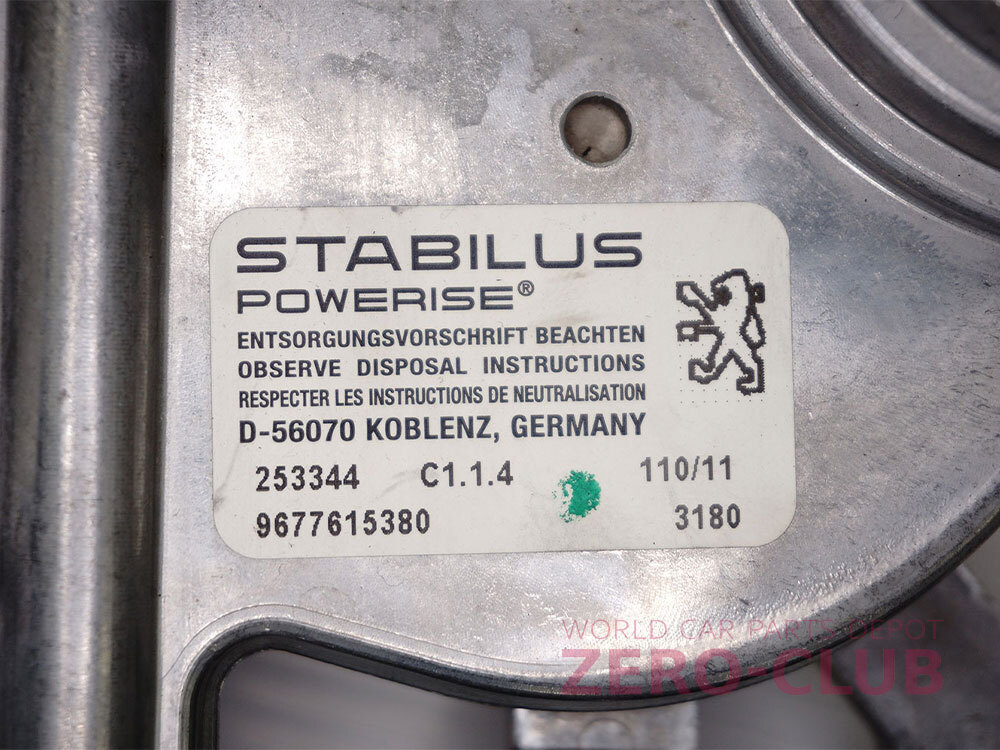 STABILUS
POWERISE®
ENTSORGUNGSVORSCHRIFT BEACHTEN
OBSERVE DISPOSAL INSTRUCTIONS
RESPECTER LES INSTRUCTIONS DE NEUTRALISATION
D-56070 KOBLENZ, GERMANY
253344 C1.1.4 110/11
9677615380 3180
WORLD CAR PARTS DEPOT
ZERO-CLUB